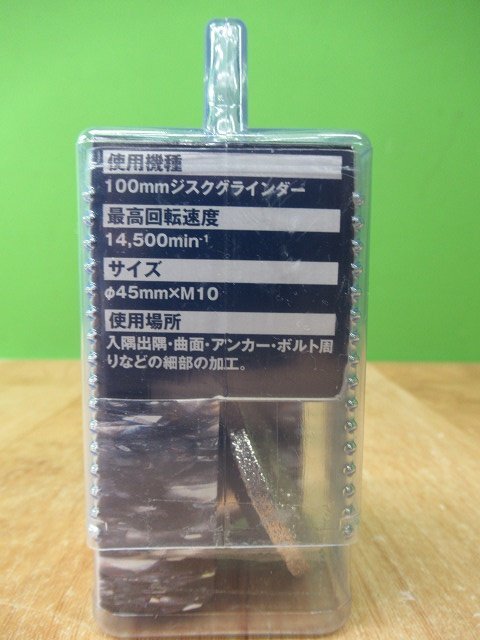 使用機種
100mmジスクグラインダー
最高回転速度
14,500min-¹
サイズ
φ45mm×M10
使用場所
入隅出隅・曲面・アンカー・ボルト周
りなどの細部の加工。